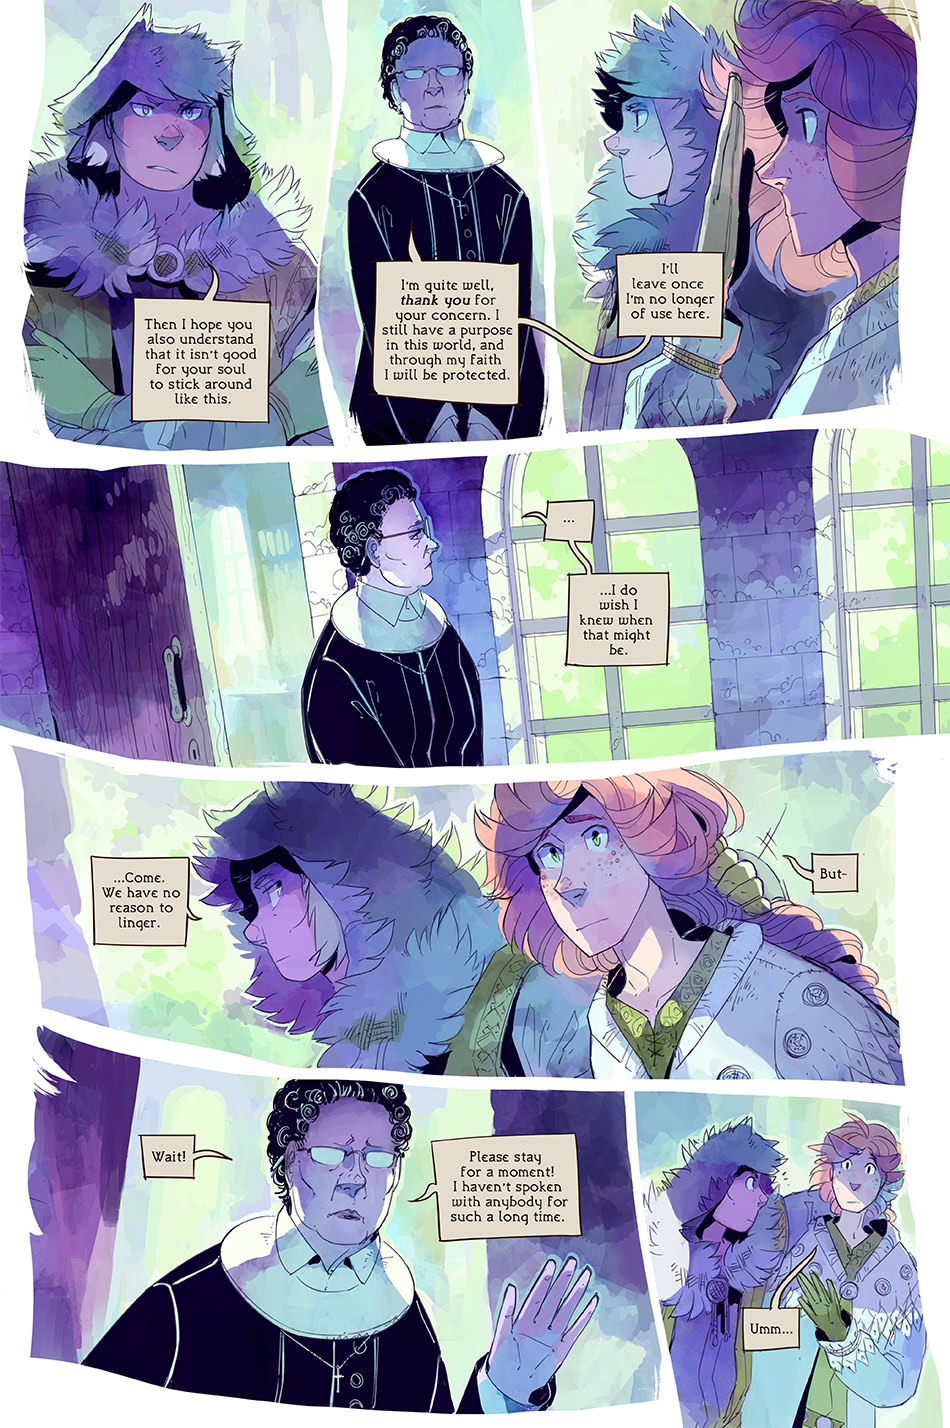 Then I hope you
also understand
that it isn't good
for your soul
to stick around
like this.
I'm quite well,
thank you for
your concern. I
still have a purpose
in this world, and
through my faith
I will be protected.
I'll
leave once
I'm no longer
of use here.
...
...I do
wish I
knew when
that might
be.
...Come.
We have no
reason to
linger.
But-
Wait!
Please stay
for a moment!
I haven't spoken
with anybody for
such a long time.
Umm...